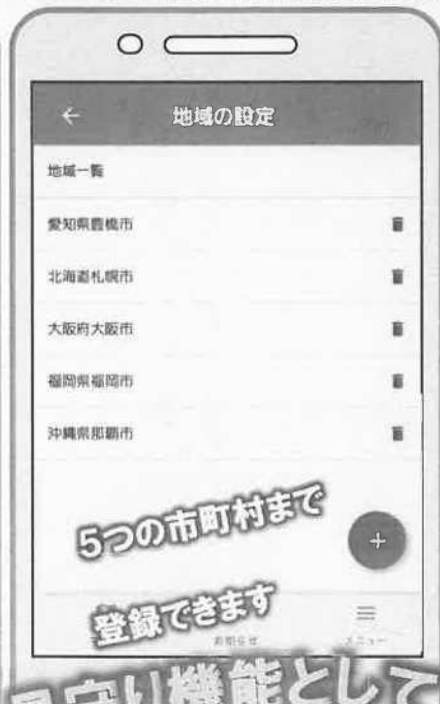 地域の設定
地域一覧
愛知県豊橋市
北海道札幌市
大阪府大阪市
福岡県福岡市
沖縄県那覇市
5つの市町村まで
登録できます
お知らせ
メニュー
見守り機能として